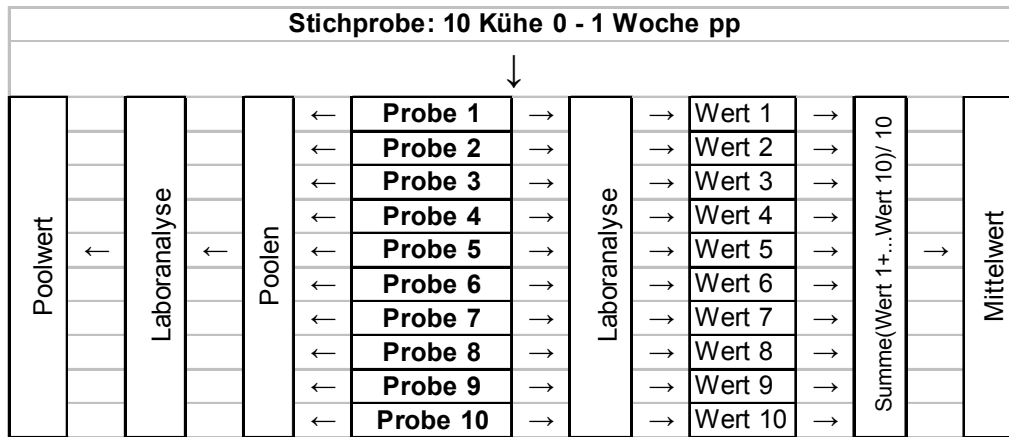 Stichprobe: 10 Kühe 0 - 1 Woche pp
↓
Poolwert
←
Laboranalyse
←
Poolen
← Probe 1 → → Wert 1 →
← Probe 2 → → Wert 2 →
← Probe 3 → → Wert 3 →
← Probe 4 → → Wert 4 →
← Probe 5 → → Wert 5 →
← Probe 6 → → Wert 6 →
← Probe 7 → → Wert 7 →
← Probe 8 → → Wert 8 →
← Probe 9 → → Wert 9 →
← Probe 10 → → Wert 10 →
Laboranalyse
Summe(Wert 1+...Wert 10)/ 10
→
Mittelwert